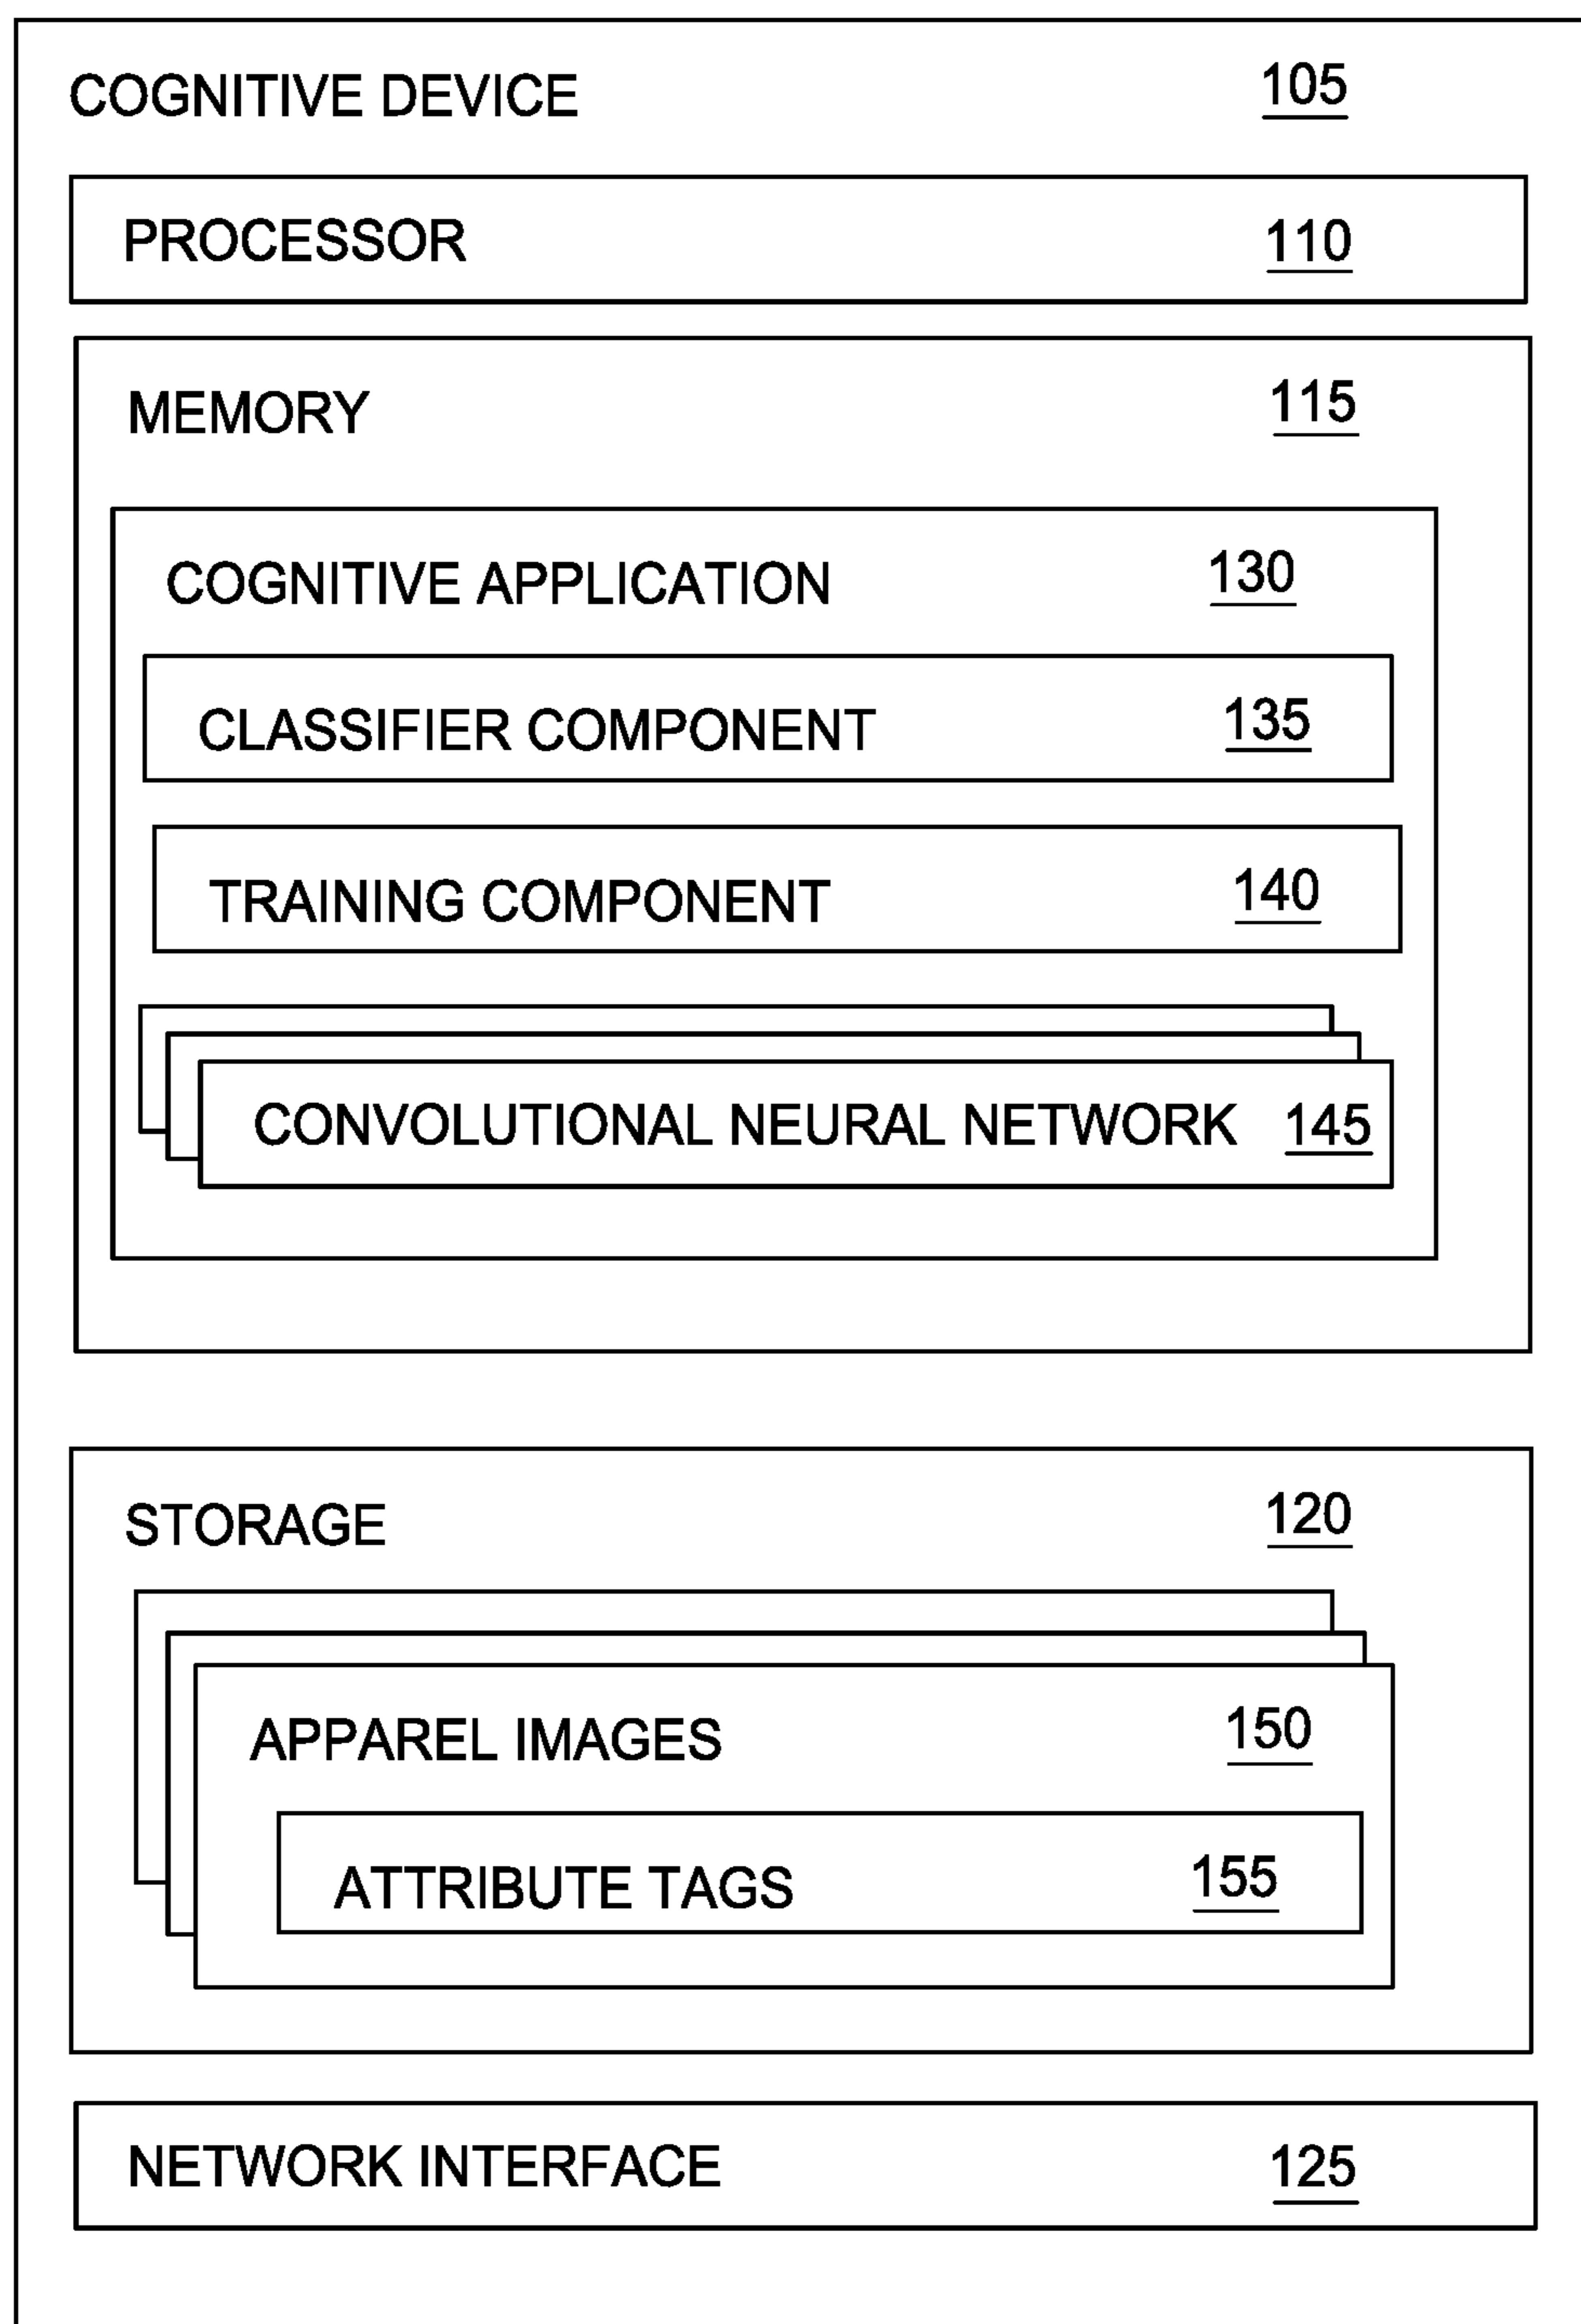 COGNITIVE DEVICE 105
PROCESSOR 110
MEMORY 115
COGNITIVE APPLICATION 130
CLASSIFIER COMPONENT 135
TRAINING COMPONENT 140
CONVOLUTIONAL NEURAL NETWORK 145
STORAGE 120
APPAREL IMAGES 150
ATTRIBUTE TAGS 155
NETWORK INTERFACE 125